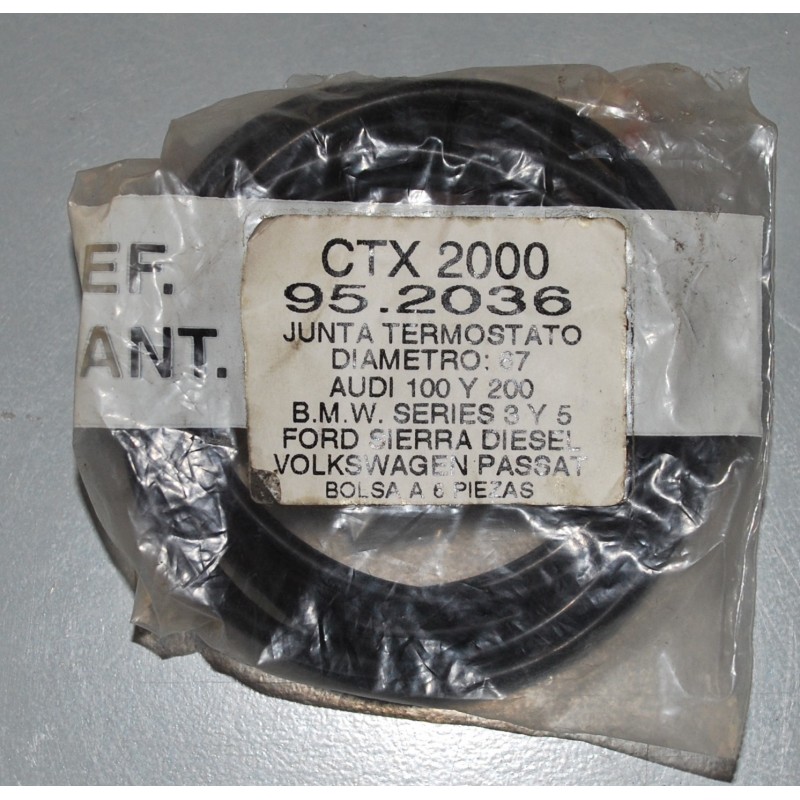 EF.
ANT.
CTX 2000
95.2036
JUNTA TERMOSTATO
DIAMETRO: 67
AUDI 100 Y 200
B.M.W. SERIES 3 Y 5
FORD SIERRA DIESEL
VOLKSWAGEN PASSAT
BOLSA A 6 PIEZAS